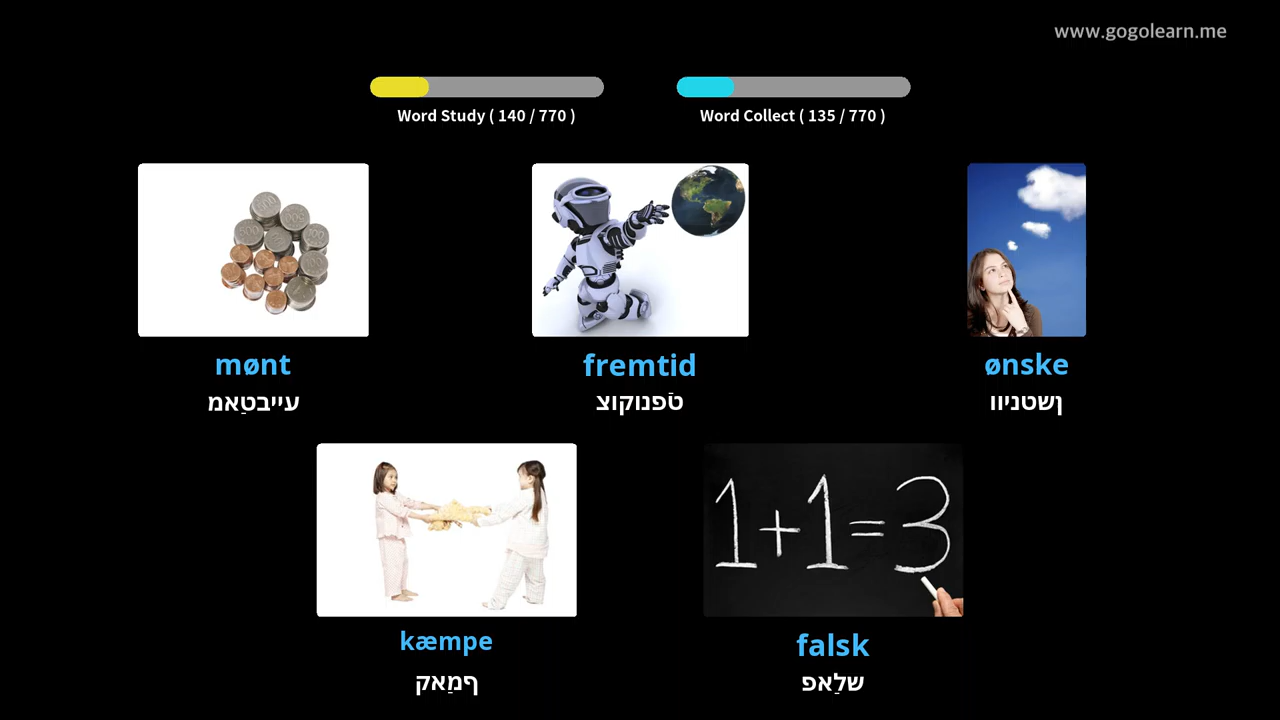 www.gogolearn.me
Word Study ( 140 / 770 )
Word Collect ( 135 / 770 )
mønt
עייבטַאמ
fremtid
טֿפנוקוצ
ønske
ןשטניוו
kæmpe
ףמַאק
falsk
שלַאפ
1+1=3